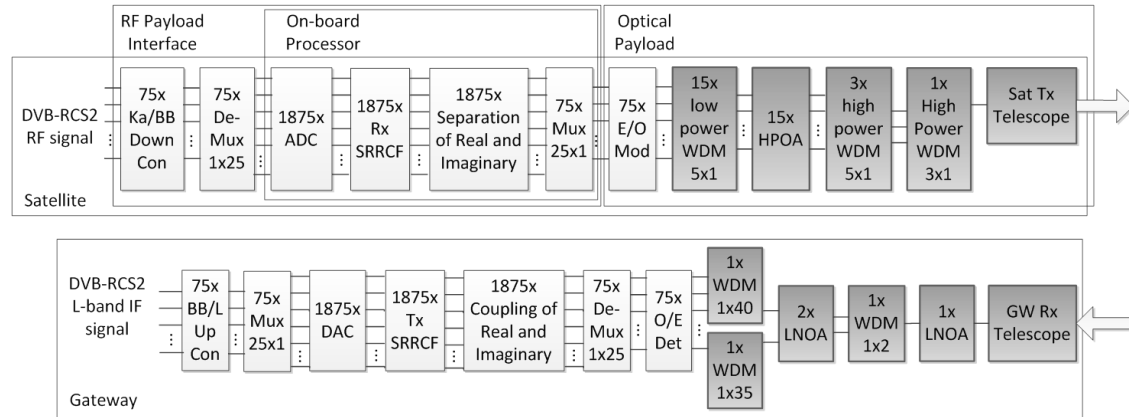 RF Payload
Interface
On-board
Processor
Optical
Payload
DVB-RCS2
RF signal
75x
Ka/BB
Down
Con
75x
De-
Mux
1x25
1875x
ADC
1875x
Rx
SRRCF
1875x
Separation
of Real and
Imaginary
75x
Mux
25x1
75x
E/O
Mod
15x
low
power
WDM
5x1
15x
HPOA
3x
high
power
WDM
5x1
1x
High
Power
WDM
3x1
Sat Tx
Telescope
Satellite
DVB-RCS2
L-band IF
signal
75x
BB/L
Up
Con
75x
Mux
25x1
1875x
DAC
1875x
Tx
SRRCF
1875x
Coupling of
Real and
Imaginary
75x
De-
Mux
1x25
75x
O/E
Det
1x
WDM
1x40
1x
WDM
1x35
2x
LNOA
1x
WDM
1x2
1x
LNOA
GW Rx
Telescope
Gateway